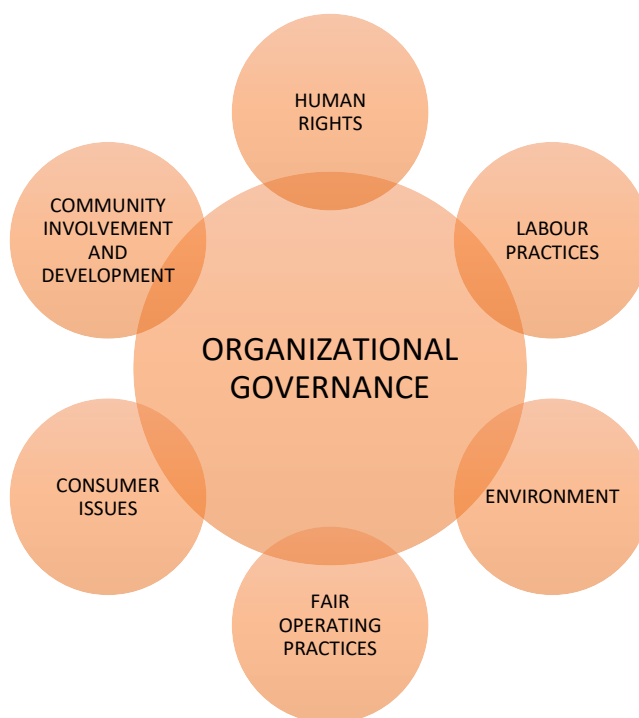 HUMAN
RIGHTS
LABOUR
PRACTICES
ENVIRONMENT
FAIR
OPERATING
PRACTICES
CONSUMER
ISSUES
COMMUNITY
INVOLVEMENT
AND
DEVELOPMENT
ORGANIZATIONAL
GOVERNANCE